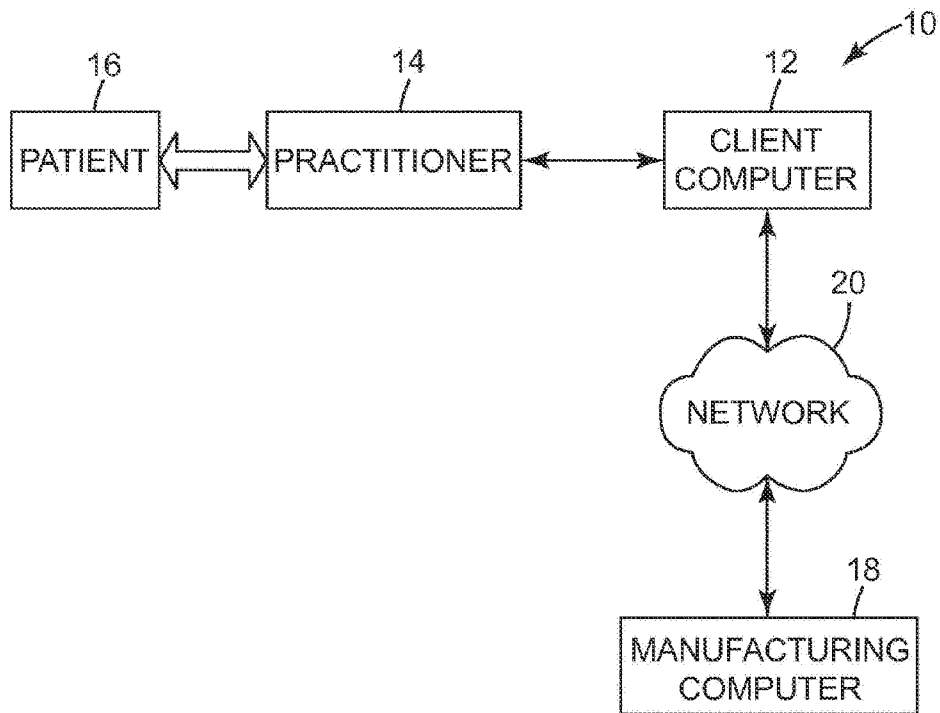 10
16
14
12
PATIENT
PRACTITIONER
CLIENT
COMPUTER
20
NETWORK
18
MANUFACTURING
COMPUTER